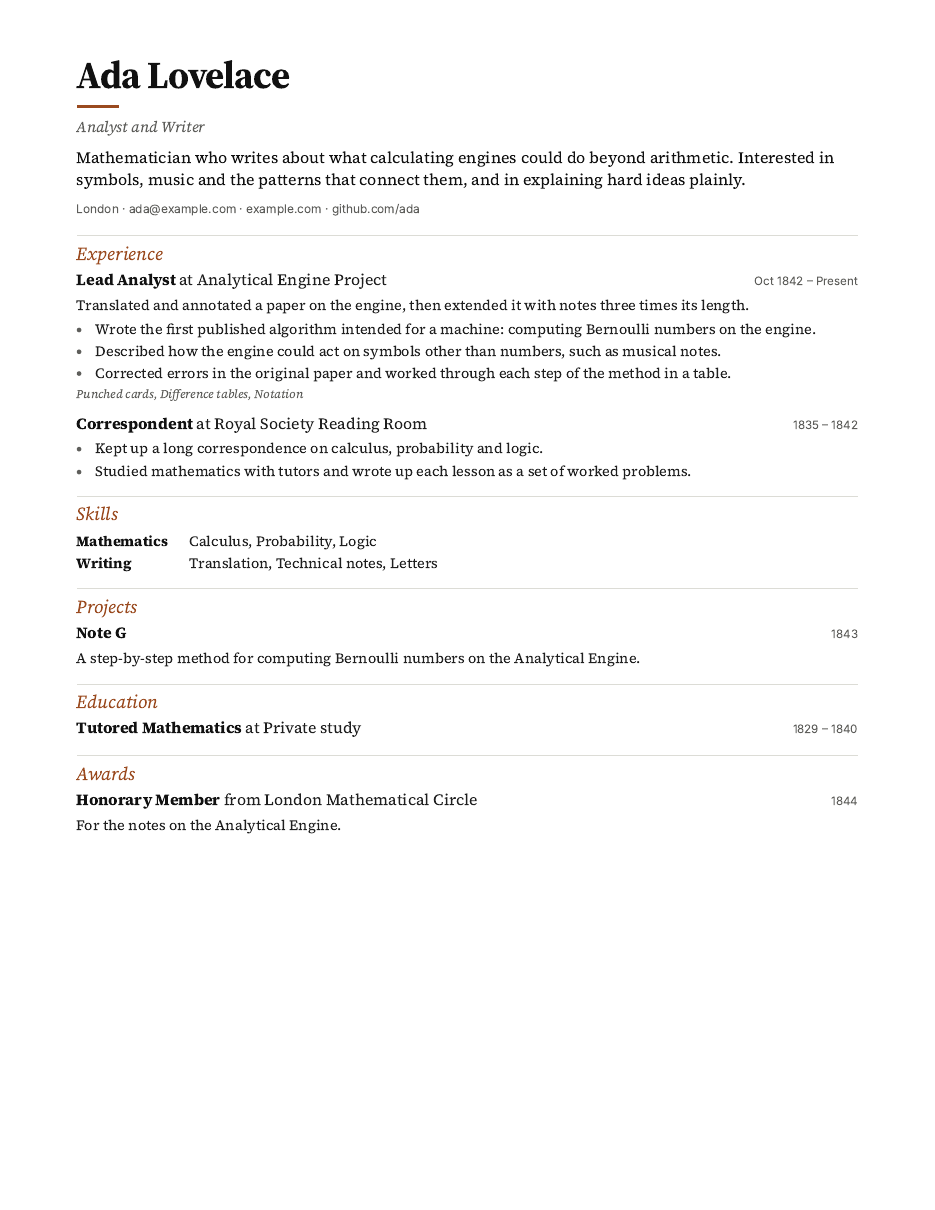 Ada Lovelace
Analyst and Writer
Mathematician who writes about what calculating engines could do beyond arithmetic. Interested in
symbols, music and the patterns that connect them, and in explaining hard ideas plainly.
London · ada@example.com · example.com · github.com/ada
Experience
Lead Analyst at Analytical Engine Project Oct 1842 – Present
Translated and annotated a paper on the engine, then extended it with notes three times its length.
• Wrote the first published algorithm intended for a machine: computing Bernoulli numbers on the engine.
• Described how the engine could act on symbols other than numbers, such as musical notes.
• Corrected errors in the original paper and worked through each step of the method in a table.
Punched cards, Difference tables, Notation
Correspondent at Royal Society Reading Room 1835 – 1842
• Kept up a long correspondence on calculus, probability and logic.
• Studied mathematics with tutors and wrote up each lesson as a set of worked problems.
Skills
Mathematics Calculus, Probability, Logic
Writing Translation, Technical notes, Letters
Projects
Note G 1843
A step-by-step method for computing Bernoulli numbers on the Analytical Engine.
Education
Tutored Mathematics at Private study 1829 – 1840
Awards
Honorary Member from London Mathematical Circle 1844
For the notes on the Analytical Engine.